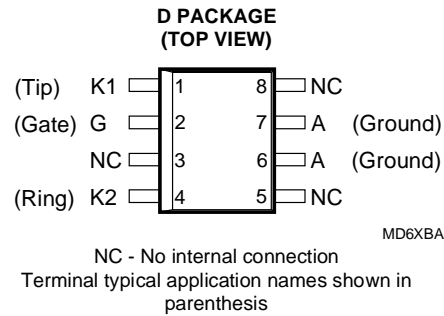 D PACKAGE
(TOP VIEW)
(Tip) K1 1 8 NC
(Gate) G 2 7 A (Ground)
NC 3 6 A (Ground)
(Ring) K2 4 5 NC
MD6XBA
NC - No internal connection
Terminal typical application names shown in
parenthesis